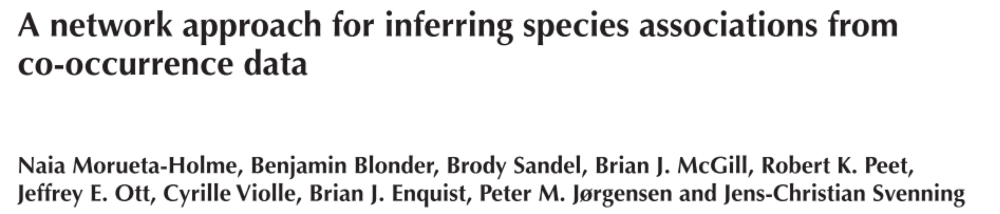 A network approach for inferring species associations from
co-occurrence data
Naia Morueta-Holme, Benjamin Blonder, Brody Sandel, Brian J. McGill, Robert K. Peet,
Jeffrey E. Ott, Cyrille Violle, Brian J. Enquist, Peter M. Jørgensen and Jens-Christian Svenning